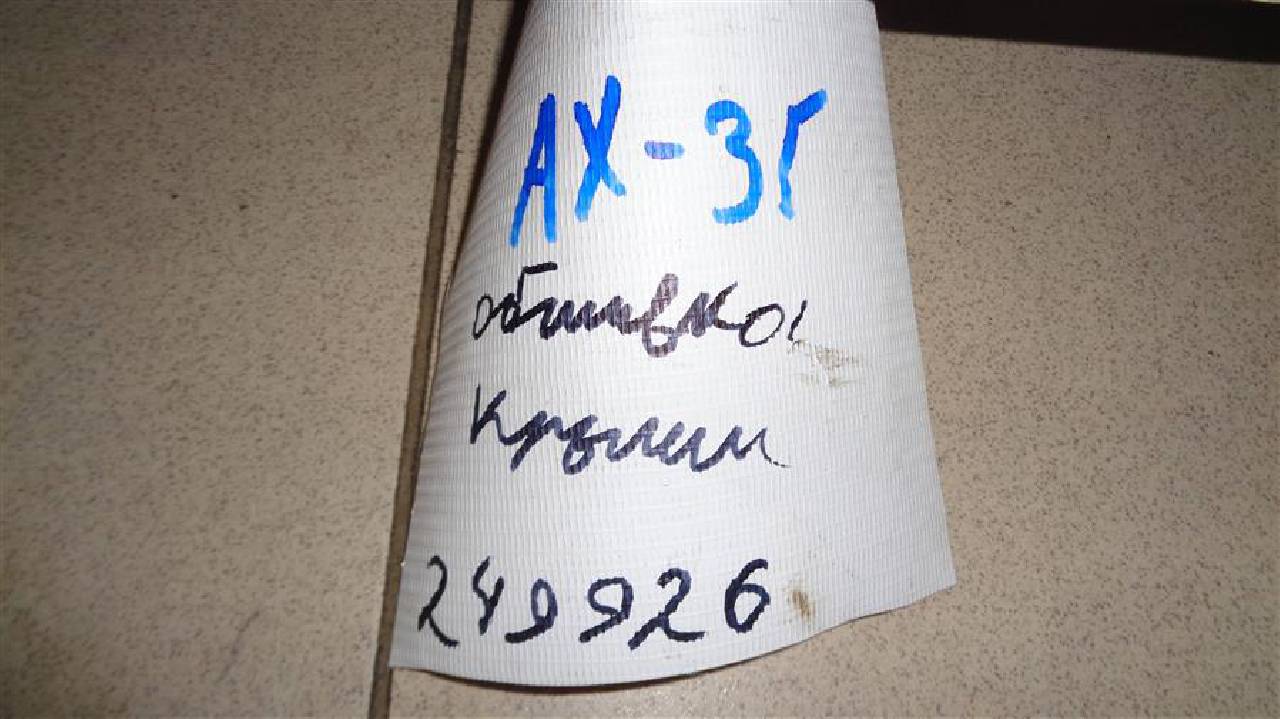 АХ-3Г
обшивка
крыши
249926